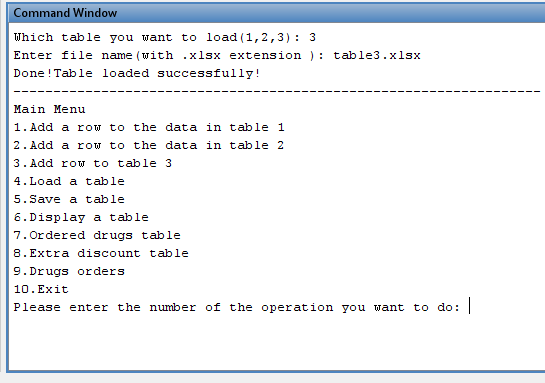 Command Window
Which table you want to load(1,2,3): 3
Enter file name(with .xlsx extension ): table3.xlsx
Done!Table loaded successfully!
-------------------------------------------------------------------
Main Menu
1.Add a row to the data in table 1
2.Add a row to the data in table 2
3.Add row to table 3
4.Load a table
5.Save a table
6.Display a table
7.Ordered drugs table
8.Extra discount table
9.Drugs orders
10.Exit
Please enter the number of the operation you want to do: